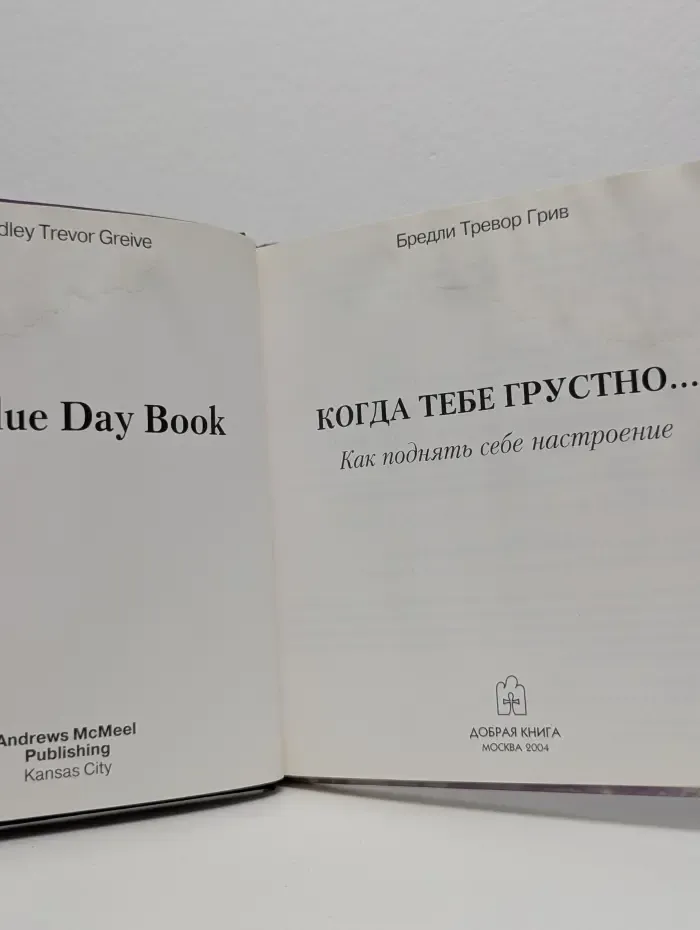 dley Trevor Greive
lue Day Book
Andrews McMeel
Publishing
Kansas City
Бредли Тревор Грив
КОГДА ТЕБЕ ГРУСТНО...
Как поднять себе настроение
ДОБРАЯ КНИГА
МОСКВА 2004